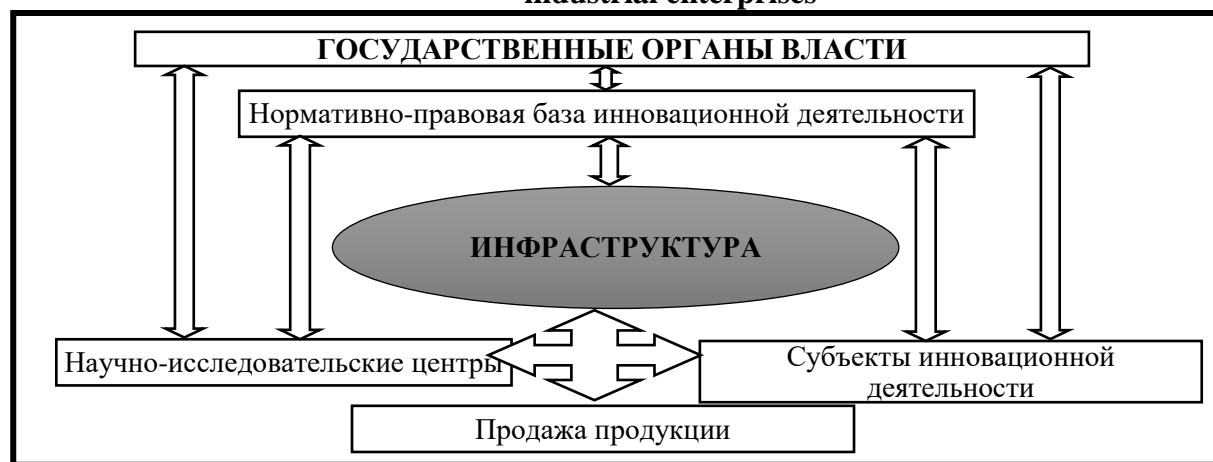 industrial enterprises
ГОСУДАРСТВЕННЫЕ ОРГАНЫ ВЛАСТИ
Нормативно-правовая база инновационной деятельности
ИНФРАСТРУКТУРА
Научно-исследовательские центры
Субъекты инновационной
деятельности
Продажа продукции